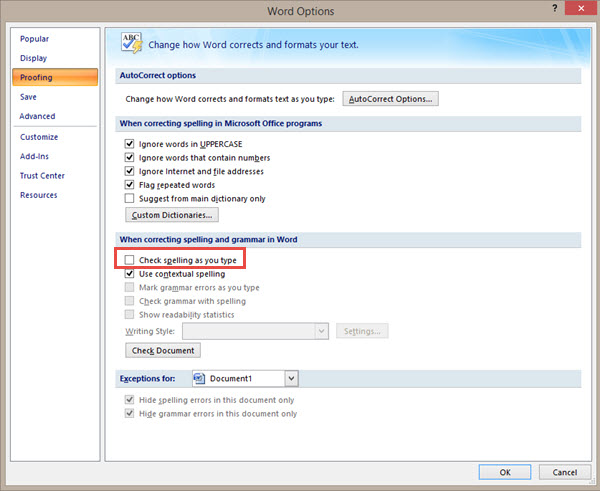 Word Options
?
Popular
Display
Proofing
Save
Advanced
Customize
Add-Ins
Trust Center
Resources
ABC
Change how Word corrects and formats your text.
AutoCorrect options
Change how Word corrects and formats text as you type: AutoCorrect Options...
When correcting spelling in Microsoft Office programs
Ignore words in UPPERCASE
Ignore words that contain numbers
Ignore Internet and file addresses
Flag repeated words
Suggest from main dictionary only
Custom Dictionaries...
When correcting spelling and grammar in Word
Check spelling as you type
Use contextual spelling
Mark grammar errors as you type
Check grammar with spelling
Show readability statistics
Writing Style: Settings...
Check Document
Exceptions for: Document1
Hide spelling errors in this document only
Hide grammar errors in this document only
OK Cancel